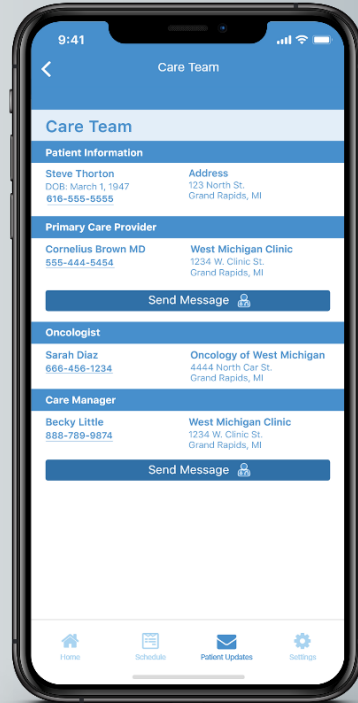 9:41
Care Team
Care Team
Patient Information
Steve Thorton
DOB: March 1, 1947
616-555-5555
Address
123 North St.
Grand Rapids, MI
Primary Care Provider
Cornelius Brown MD
555-444-5454
West Michigan Clinic
1234 W. Clinic St.
Grand Rapids, MI
Send Message
Oncologist
Sarah Diaz
666-456-1234
Oncology of West Michigan
4444 North Car St.
Grand Rapids, MI
Care Manager
Becky Little
888-789-9874
West Michigan Clinic
1234 W. Clinic St.
Grand Rapids, MI
Send Message
Home
Schedule
Patient Updates
Settings